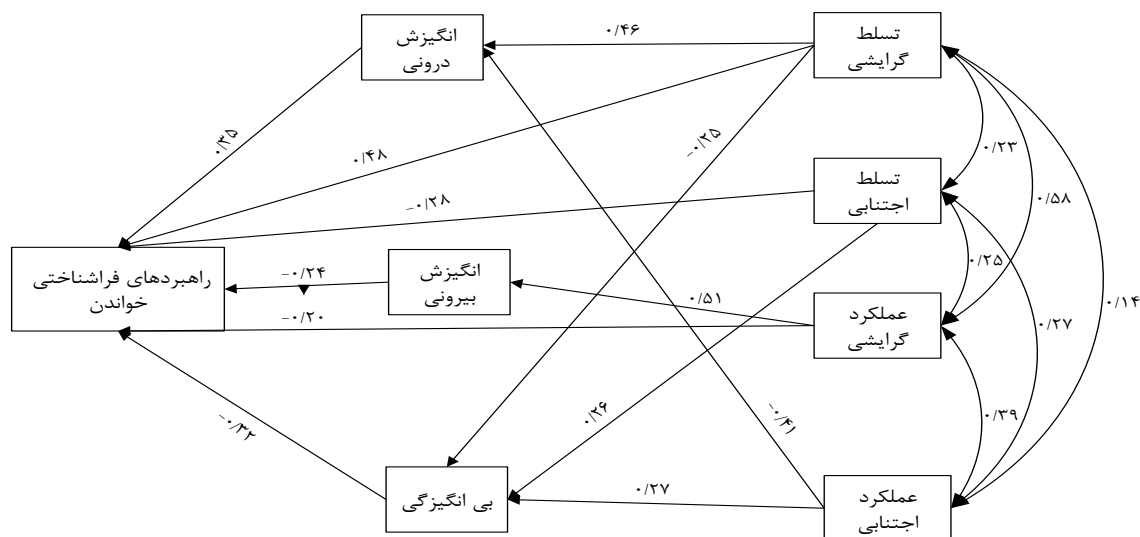 انگیزش
درونی
تسلط
گرایشی
۰/۴۶
۰/۳۵
۰/۴۸
-۰/۲۵
۰/۲۳
تسلط
اجتنابی
-۰/۲۸
۰/۵۸
راهبردهای فراشناختی
خواندن
-۰/۲۴
انگیزش
بیرونی
۰/۵۱
۰/۲۵
-۰/۲۰
عملکرد
گرایشی
۰/۲۷
۰/۱۴
-۰/۳۲
۰/۲۶
-۰/۴۱
۰/۳۹
بی انگیزگی
۰/۲۷
عملکرد
اجتنابی